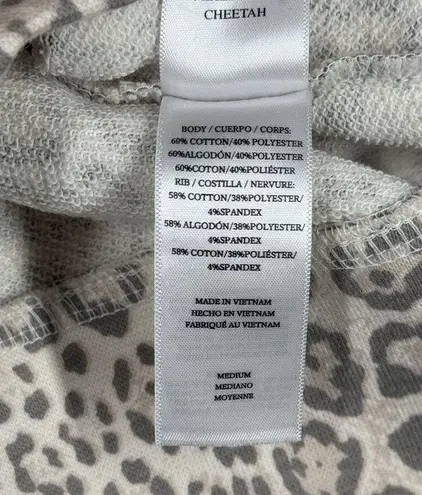 CHEETAH
BODY / CUERPO / CORPS:
60% COTTON/40% POLYESTER
60%ALGODÓN/40%POLYESTER
60%COTON/40%POLIÉSTER
RIB / COSTILLA / NERVURE:
58% COTTON/38%POLYESTER/
4%SPANDEX
58% ALGODÓN/38%POLYESTER/
4%SPANDEX
58% COTON/38%POLIÉSTER/
4%SPANDEX
MADE IN VIETNAM
HECHO EN VIETNAM
FABRIQUÉ AU VIETNAM
MEDIUM
MEDIANO
MOYENNE